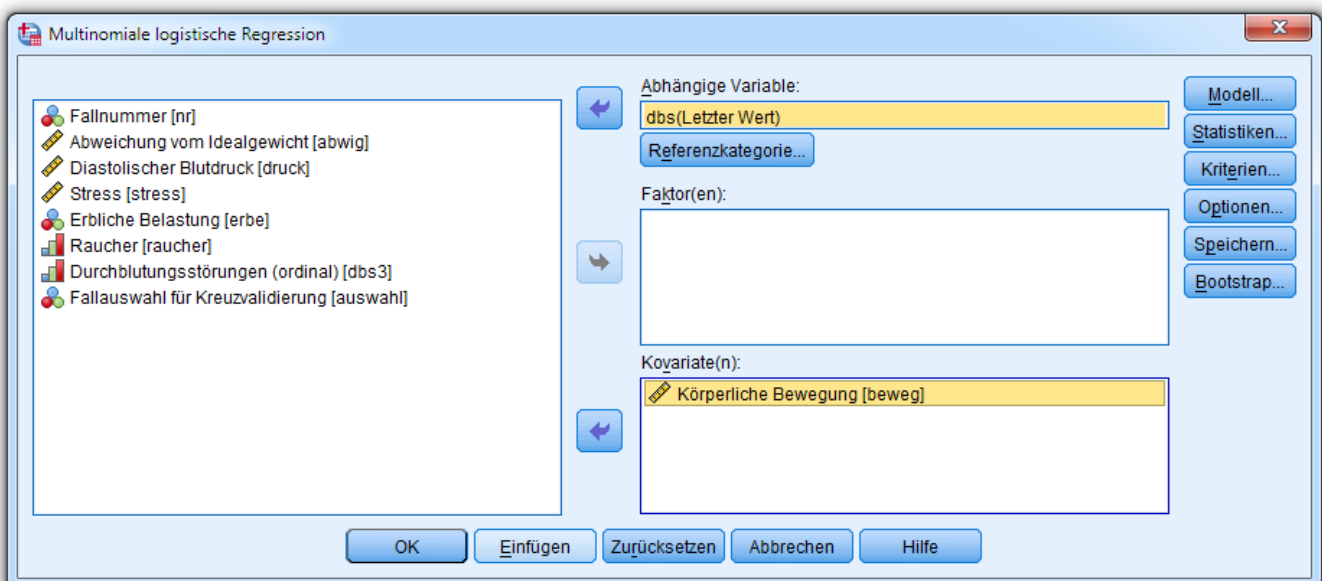 Multinomiale logistische Regression
Fallnummer [nr]
Abweichung vom Idealgewicht [abwig]
Diastolischer Blutdruck [druck]
Stress [stress]
Erbliche Belastung [erbe]
Raucher [raucher]
Durchblutungsstörungen (ordinal) [dbs3]
Fallauswahl für Kreuzvalidierung [auswahl]
Abhängige Variable:
dbs(Letzter Wert)
Referenzkategorie...
Faktor(en):
Kovariate(n):
Körperliche Bewegung [beweg]
Modell...
Statistiken...
Kriterien...
Optionen...
Speichern...
Bootstrap...
OK Einfügen Zurücksetzen Abbrechen Hilfe